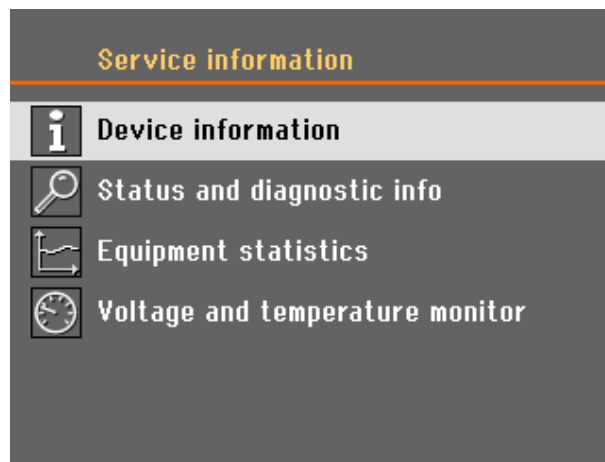 Service information
Device information
Status and diagnostic info
Equipment statistics
Voltage and temperature monitor